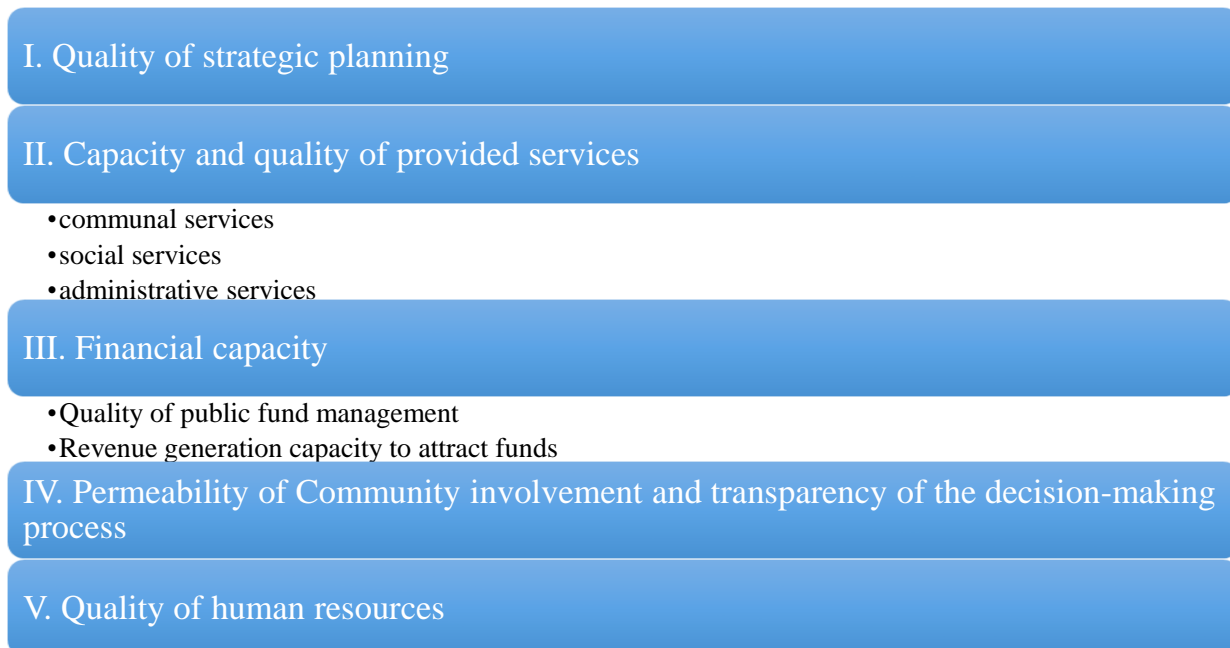 I. Quality of strategic planning
II. Capacity and quality of provided services
•communal services
•social services
•administrative services
III. Financial capacity
•Quality of public fund management
•Revenue generation capacity to attract funds
IV. Permeability of Community involvement and transparency of the decision-making
process
V. Quality of human resources